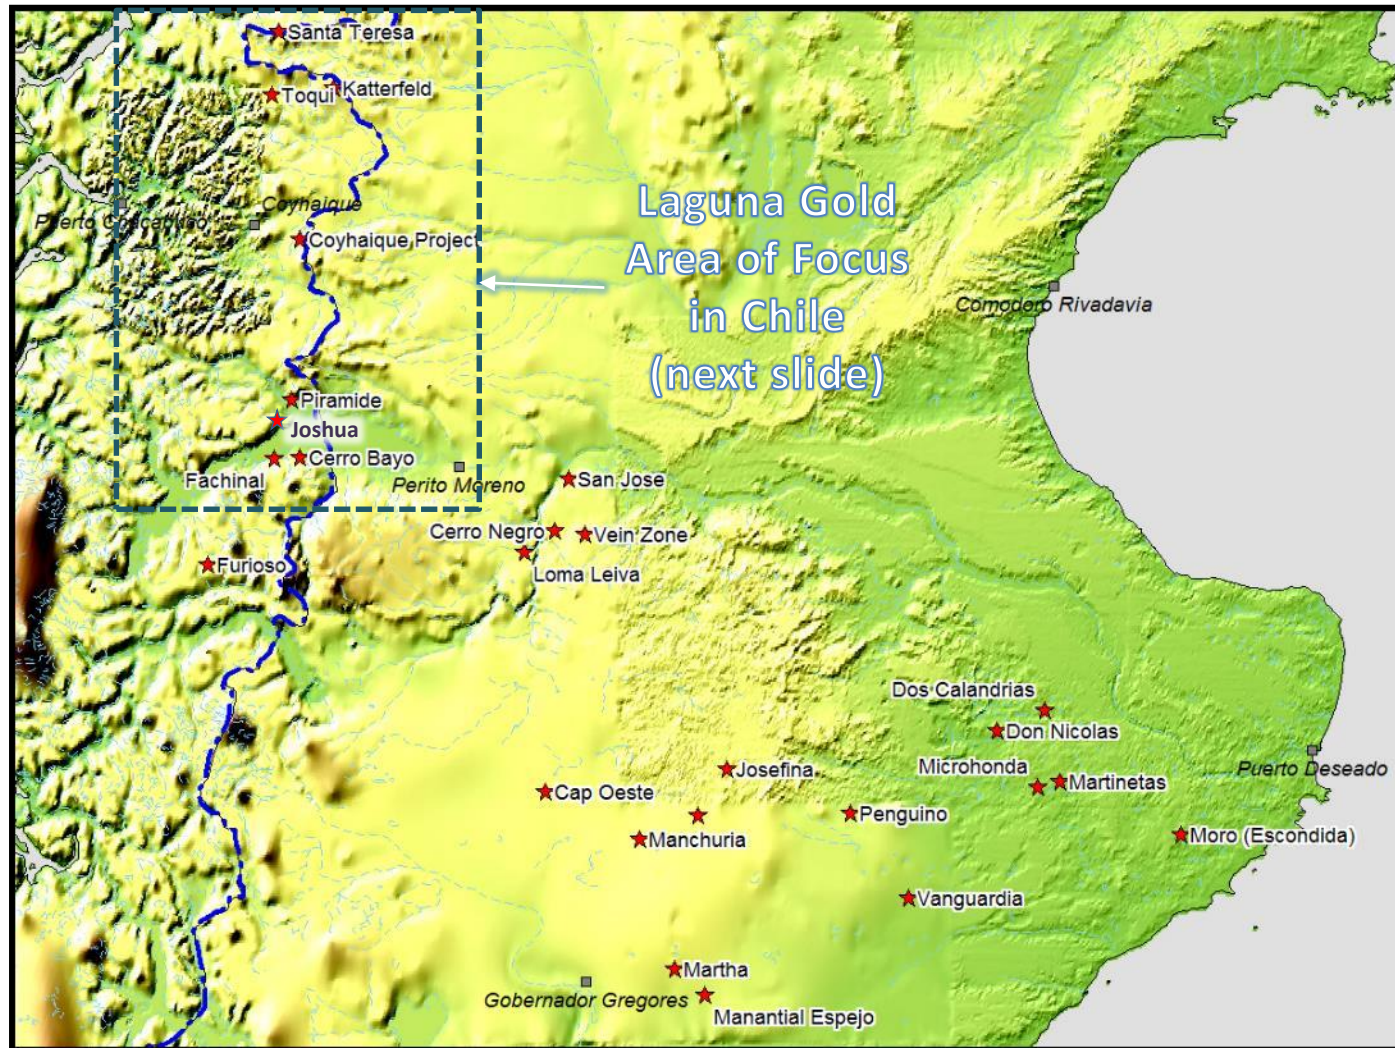 Santa Teresa
Katterfeld
Toqui
Laguna Gold
Area of Focus
in Chile
(next slide)
Coyhaique
Puerto Chacabuco
Coyhaique Project
Comodoro Rivadavia
Piramide
Joshua
Cerro Bayo
Fachinal
Perito Moreno
San Jose
Cerro Negro
Vein Zone
Loma Leiva
Furioso
Dos Calandrias
Don Nicolas
Microhonda
Martinetas
Puerto Deseado
Josefina
Cap Oeste
Penguino
Manchuria
Moro (Escondida)
Vanguardia
Martha
Gobernador Gregores
Manantial Espejo